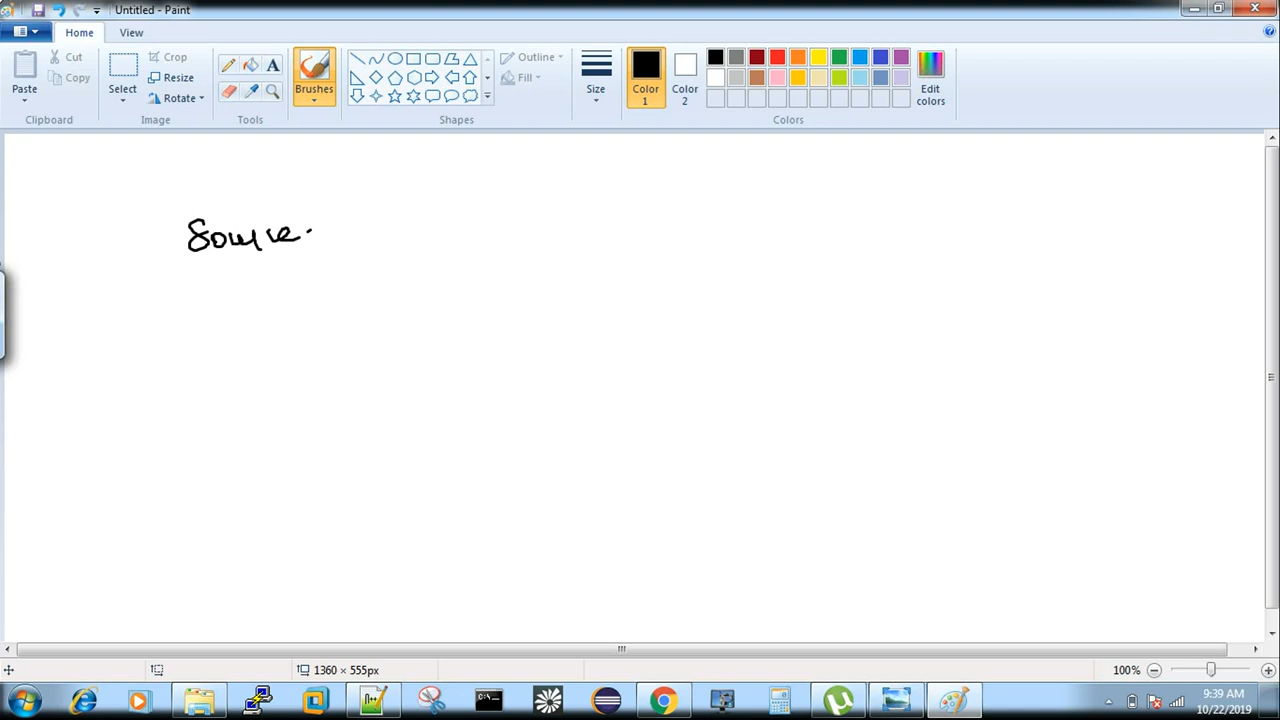 Untitled - Paint
Home View
Paste
Cut
Copy
Clipboard
Select
Crop
Resize
Rotate
Image
A
Tools
Brushes
Shapes
Outline
Fill
Size
Color 1
Color 2
Edit colors
Colors
Source
1360 × 555px
100%
9:39 AM
10/22/2019